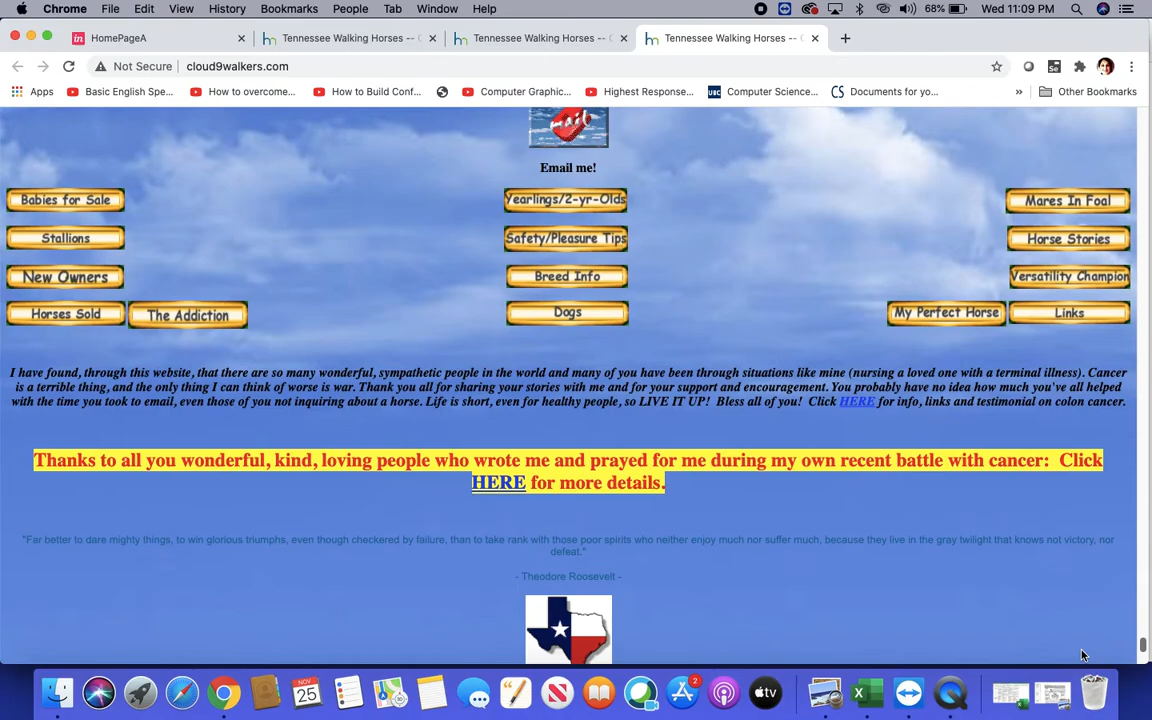 Chrome File Edit View History Bookmarks People Tab Window Help 68% Wed 11:09 PM
HomePageA Tennessee Walking Horses -- C Tennessee Walking Horses -- C Tennessee Walking Horses -- C
Not Secure cloud9walkers.com
Apps Basic English Spe... How to overcome... How to Build Conf... Computer Graphic... Highest Response... UBC Computer Science... CS Documents for yo... » Other Bookmarks
mail
Email me!
Babies for Sale Yearlings/2-yr-Olds Mares In Foal
Stallions Safety/Pleasure Tips Horse Stories
New Owners Breed Info Versatility Champion
Horses Sold The Addiction Dogs My Perfect Horse Links
I have found, through this website, that there are so many wonderful, sympathetic people in the world and many of you have been through situations like mine (nursing a loved one with a terminal illness). Cancer
is a terrible thing, and the only thing I can think of worse is war. Thank you all for sharing your stories with me and for your support and encouragement. You probably have no idea how much you've all helped
with the time you took to email, even those of you not inquiring about a horse. Life is short, even for healthy people, so LIVE IT UP! Bless all of you! Click HERE for info, links and testimonial on colon cancer.
Thanks to all you wonderful, kind, loving people who wrote me and prayed for me during my own recent battle with cancer: Click
HERE for more details.
"Far better to dare mighty things, to win glorious triumphs, even though checkered by failure, than to take rank with those poor spirits who neither enjoy much nor suffer much, because they live in the gray twilight that knows not victory, nor
defeat."
- Theodore Roosevelt -
NOV
25
2
tv